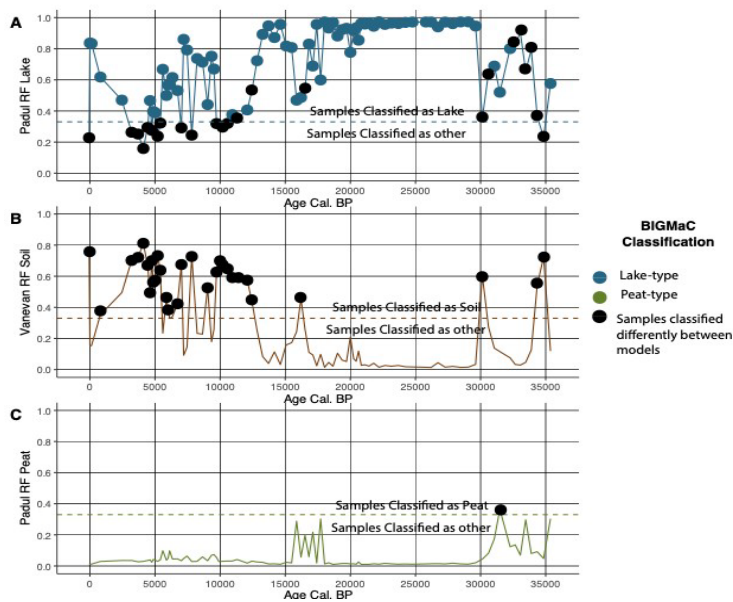 A
Padul RF Lake
1.0
0.8
0.6
0.4
0.2
0.0
Samples Classified as Lake
Samples Classified as other
0 5000 10000 15000 20000 25000 30000 35000
Age Cal. BP
B
Vanevan RF Soil
1.0
0.8
0.6
0.4
0.2
0.0
Samples Classified as Soil
Samples Classified as other
0 5000 10000 15000 20000 25000 30000 35000
Age Cal. BP
C
Padul RF Peat
1.0
0.8
0.6
0.4
0.2
0.0
Samples Classified as Peat
Samples Classified as other
0 5000 10000 15000 20000 25000 30000 35000
Age Cal. BP
BIGMaC
Classification
Lake-type
Peat-type
Samples classified
differently between
models